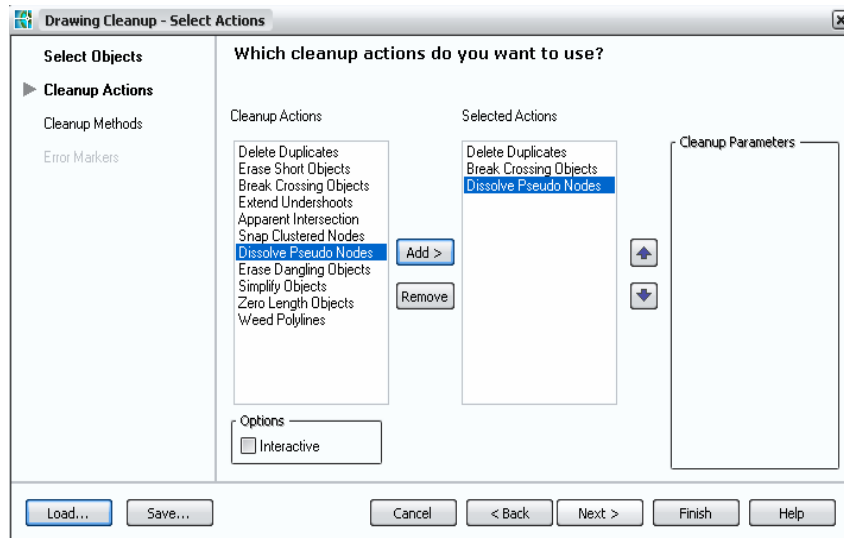 Drawing Cleanup - Select Actions
Select Objects
Cleanup Actions
Cleanup Methods
Error Markers
Which cleanup actions do you want to use?
Cleanup Actions
Delete Duplicates
Erase Short Objects
Break Crossing Objects
Extend Undershoots
Apparent Intersection
Snap Clustered Nodes
Dissolve Pseudo Nodes
Erase Dangling Objects
Simplify Objects
Zero Length Objects
Weed Polylines
Add >
Remove
Selected Actions
Delete Duplicates
Break Crossing Objects
Dissolve Pseudo Nodes
Cleanup Parameters
Options
Interactive
Load...
Save...
Cancel
< Back
Next >
Finish
Help